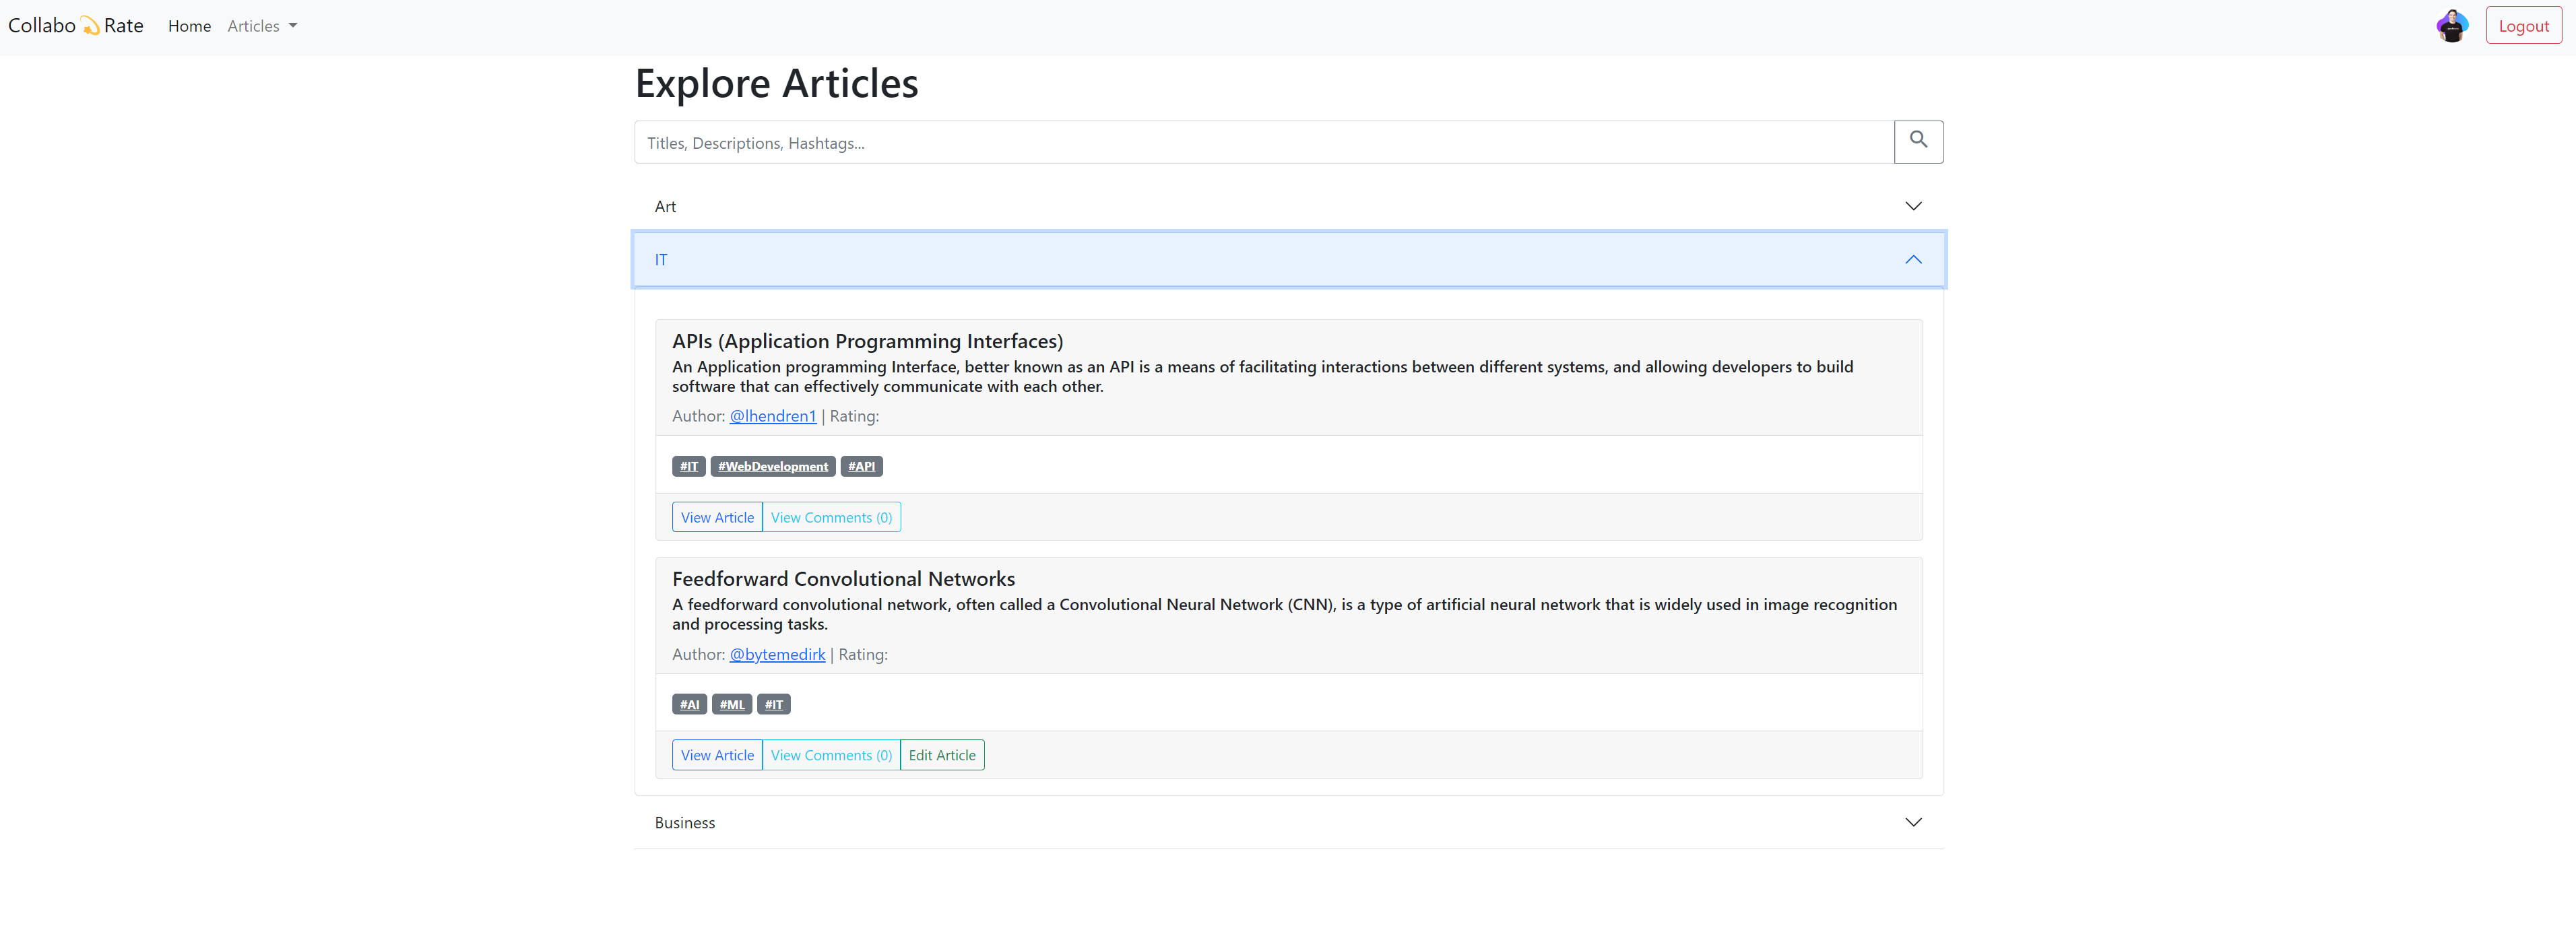 Collabo Rate Home Articles Logout
Explore Articles
Titles, Descriptions, Hashtags...
Art
IT
APIs (Application Programming Interfaces)
An Application programming Interface, better known as an API is a means of facilitating interactions between different systems, and allowing developers to build
software that can effectively communicate with each other.
Author: @lhendren1 | Rating:
#IT #WebDevelopment #API
View Article View Comments (0)
Feedforward Convolutional Networks
A feedforward convolutional network, often called a Convolutional Neural Network (CNN), is a type of artificial neural network that is widely used in image recognition
and processing tasks.
Author: @bytemedirk | Rating:
#AI #ML #IT
View Article View Comments (0) Edit Article
Business